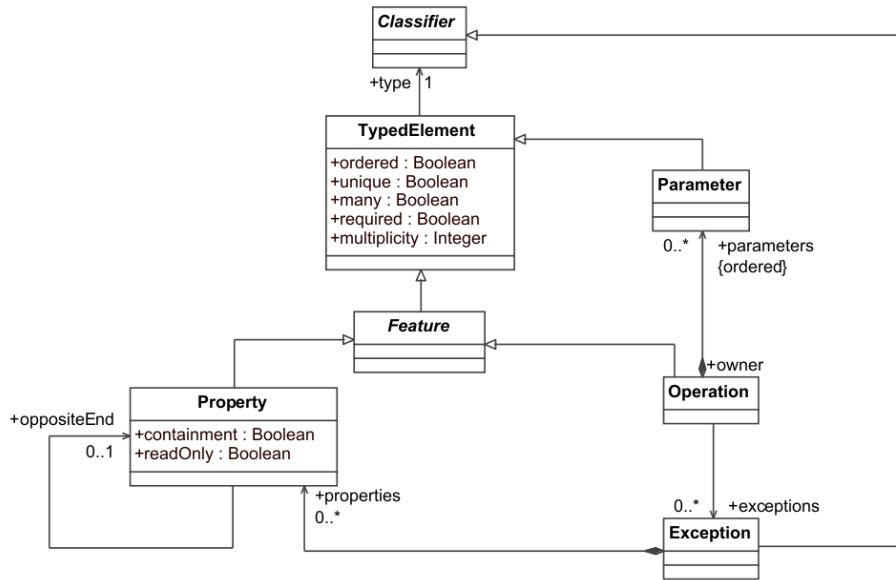 Classifier
+type 1
TypedElement
+ordered : Boolean
+unique : Boolean
+many : Boolean
+required : Boolean
+multiplicity : Integer
Parameter
0..* +parameters
{ordered}
Feature
+owner
Operation
Property
+containment : Boolean
+readOnly : Boolean
+oppositeEnd
0..1
+properties
0..*
0..* +exceptions
Exception